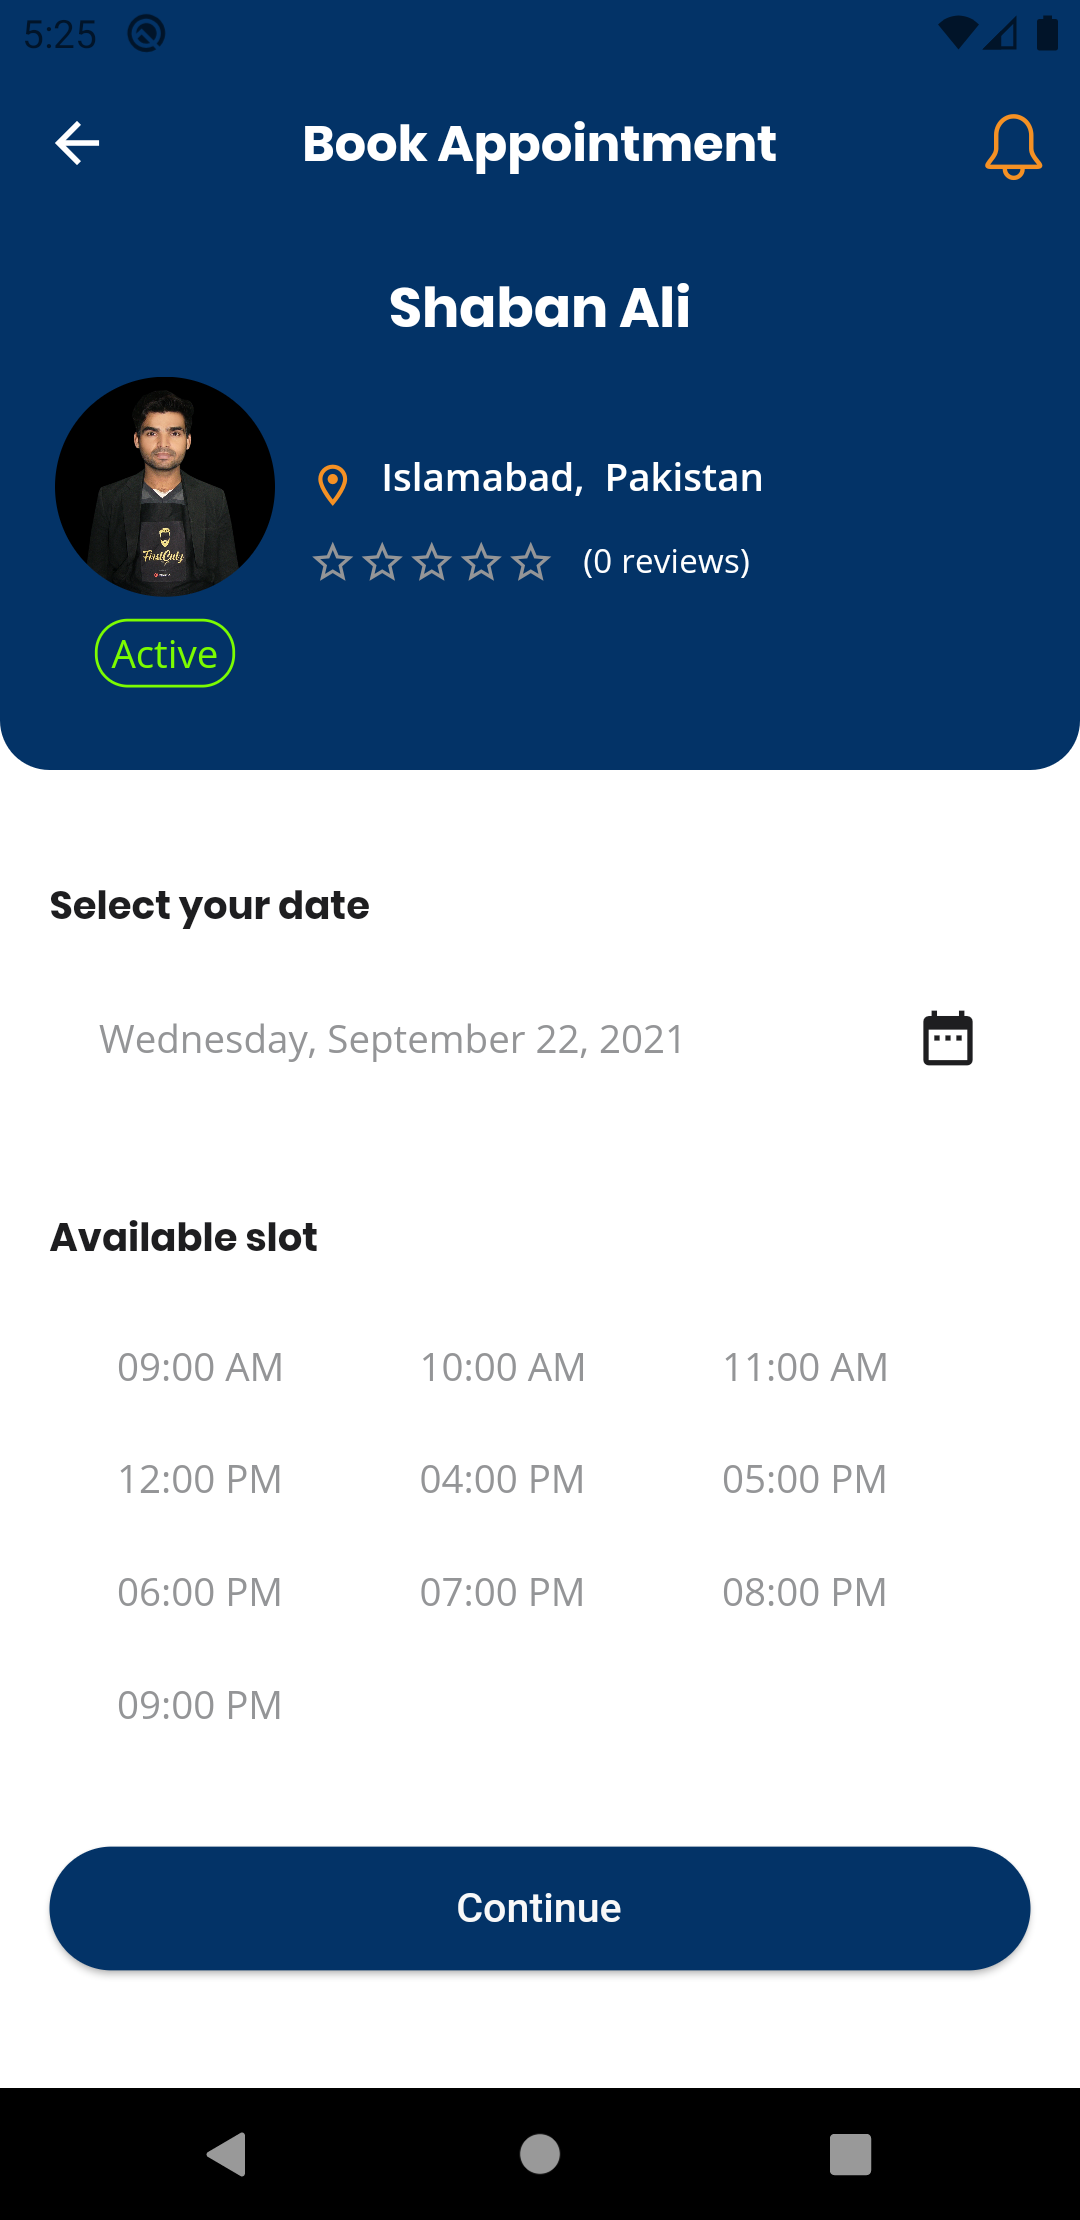 5:25
Book Appointment
Shaban Ali
Islamabad,  Pakistan
(0 reviews)
FastCuts
Active
Select your date
Wednesday, September 22, 2021
Available slot
09:00 AM 10:00 AM 11:00 AM
12:00 PM 04:00 PM 05:00 PM
06:00 PM 07:00 PM 08:00 PM
09:00 PM
Continue